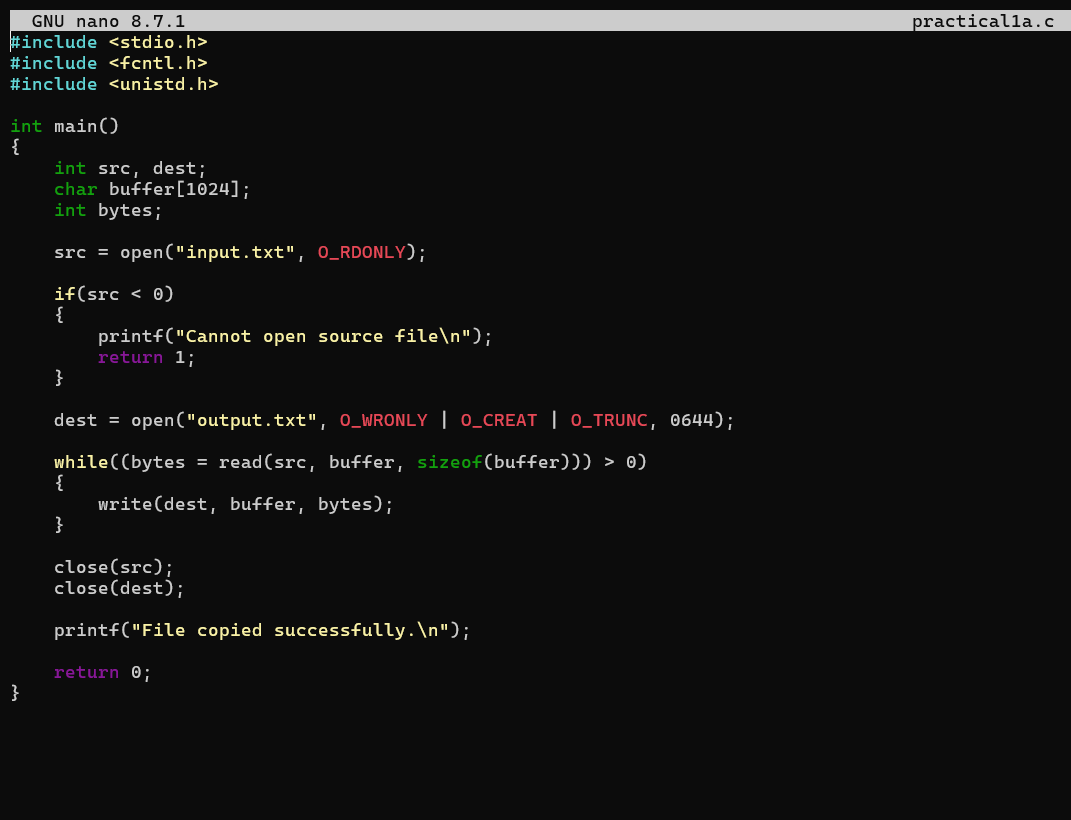 GNU nano 8.7.1 practical1a.c
#include <stdio.h>
#include <fcntl.h>
#include <unistd.h>
int main()
{
    int src, dest;
    char buffer[1024];
    int bytes;
    src = open("input.txt", O_RDONLY);
    if(src < 0)
    {
        printf("Cannot open source file\n");
        return 1;
    }
    dest = open("output.txt", O_WRONLY | O_CREAT | O_TRUNC, 0644);
    while((bytes = read(src, buffer, sizeof(buffer))) > 0)
    {
        write(dest, buffer, bytes);
    }
    close(src);
    close(dest);
    printf("File copied successfully.\n");
    return 0;
}